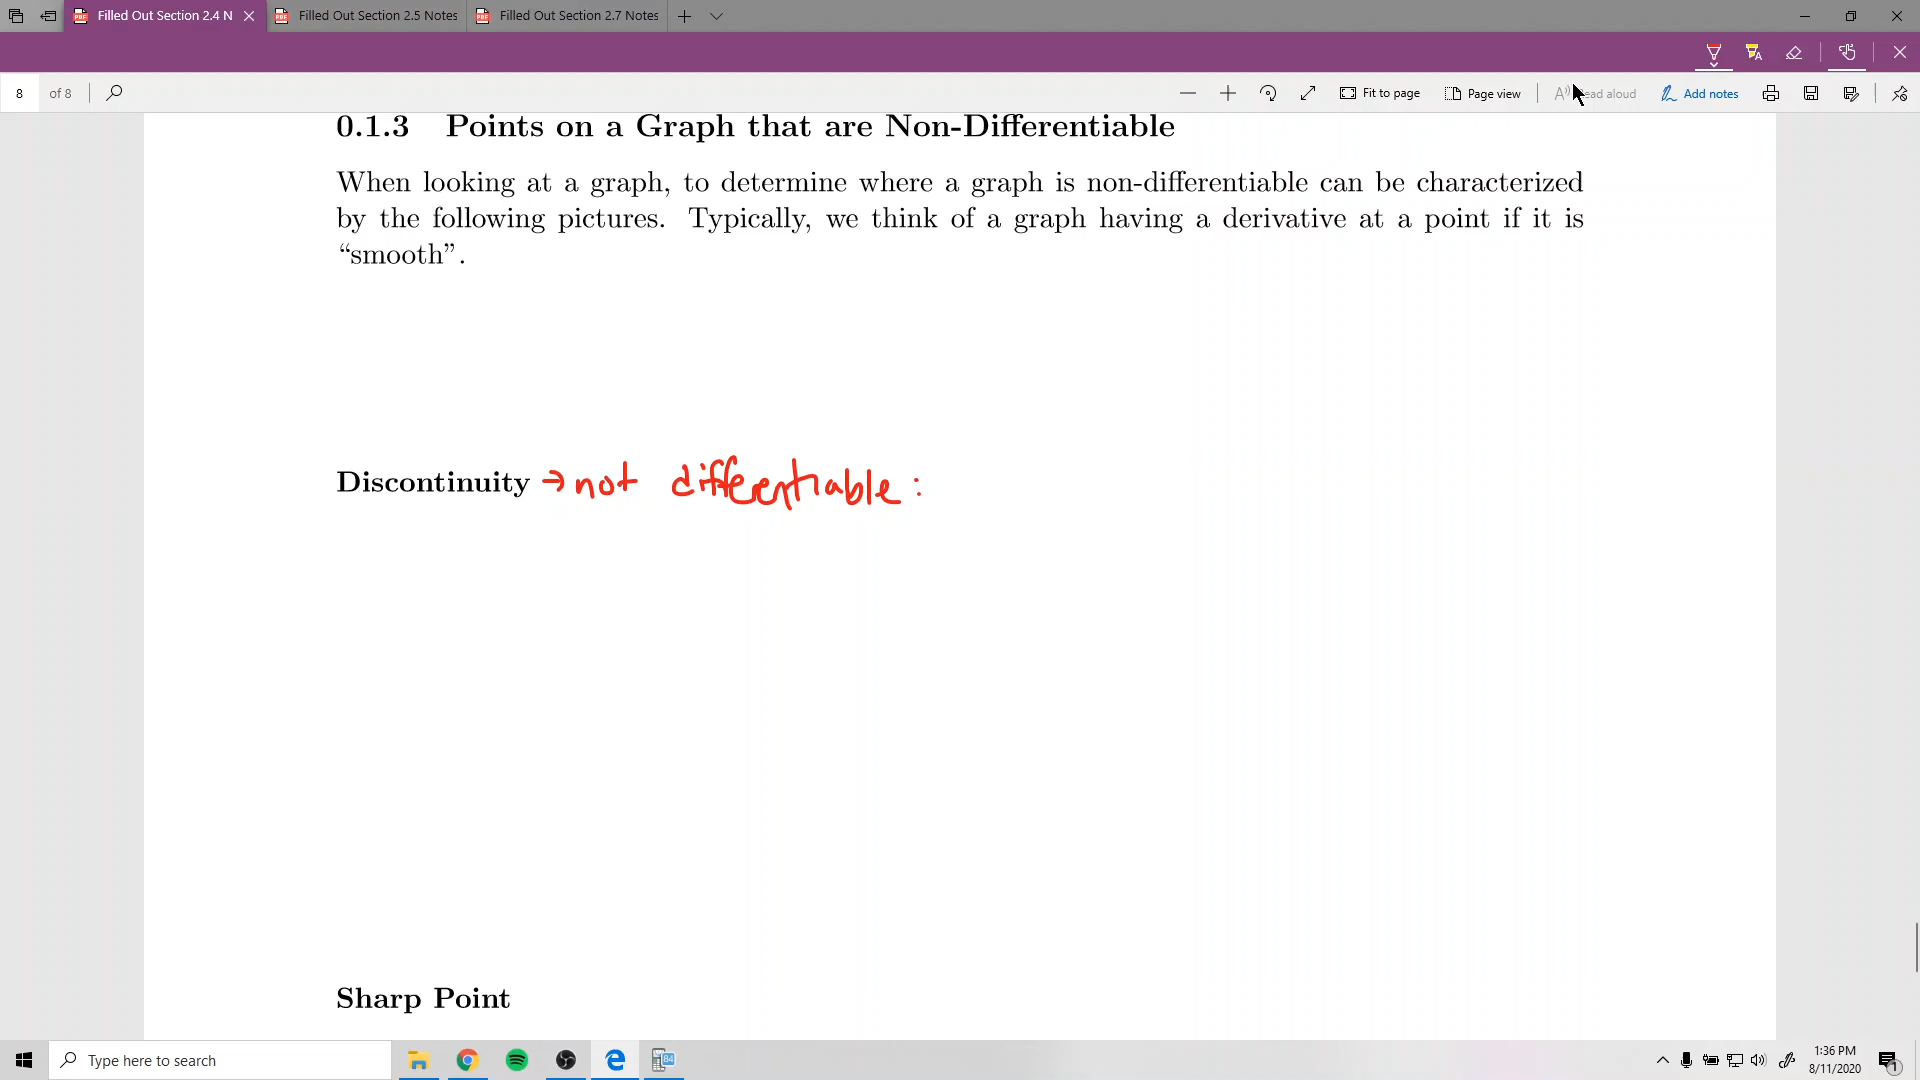 Filled Out Section 2.4 N
Filled Out Section 2.5 Notes
Filled Out Section 2.7 Notes
8 of 8
Fit to page
Page view
ead aloud
Add notes
0.1.3 Points on a Graph that are Non-Differentiable
When looking at a graph, to determine where a graph is non-differentiable can be characterized
by the following pictures. Typically, we think of a graph having a derivative at a point if it is
“smooth”.
Discontinuity → not differentiable :
Sharp Point
Type here to search
84
1:36 PM
8/11/2020
1